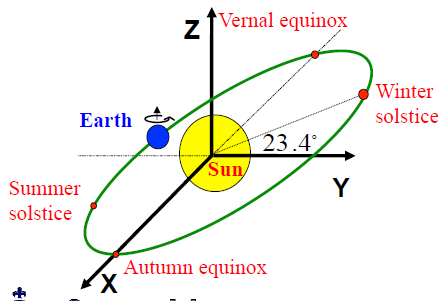 Z
Vernal equinox
Winter
solstice
Earth
23.4°
Sun
Y
Summer
solstice
Autumn equinox
X